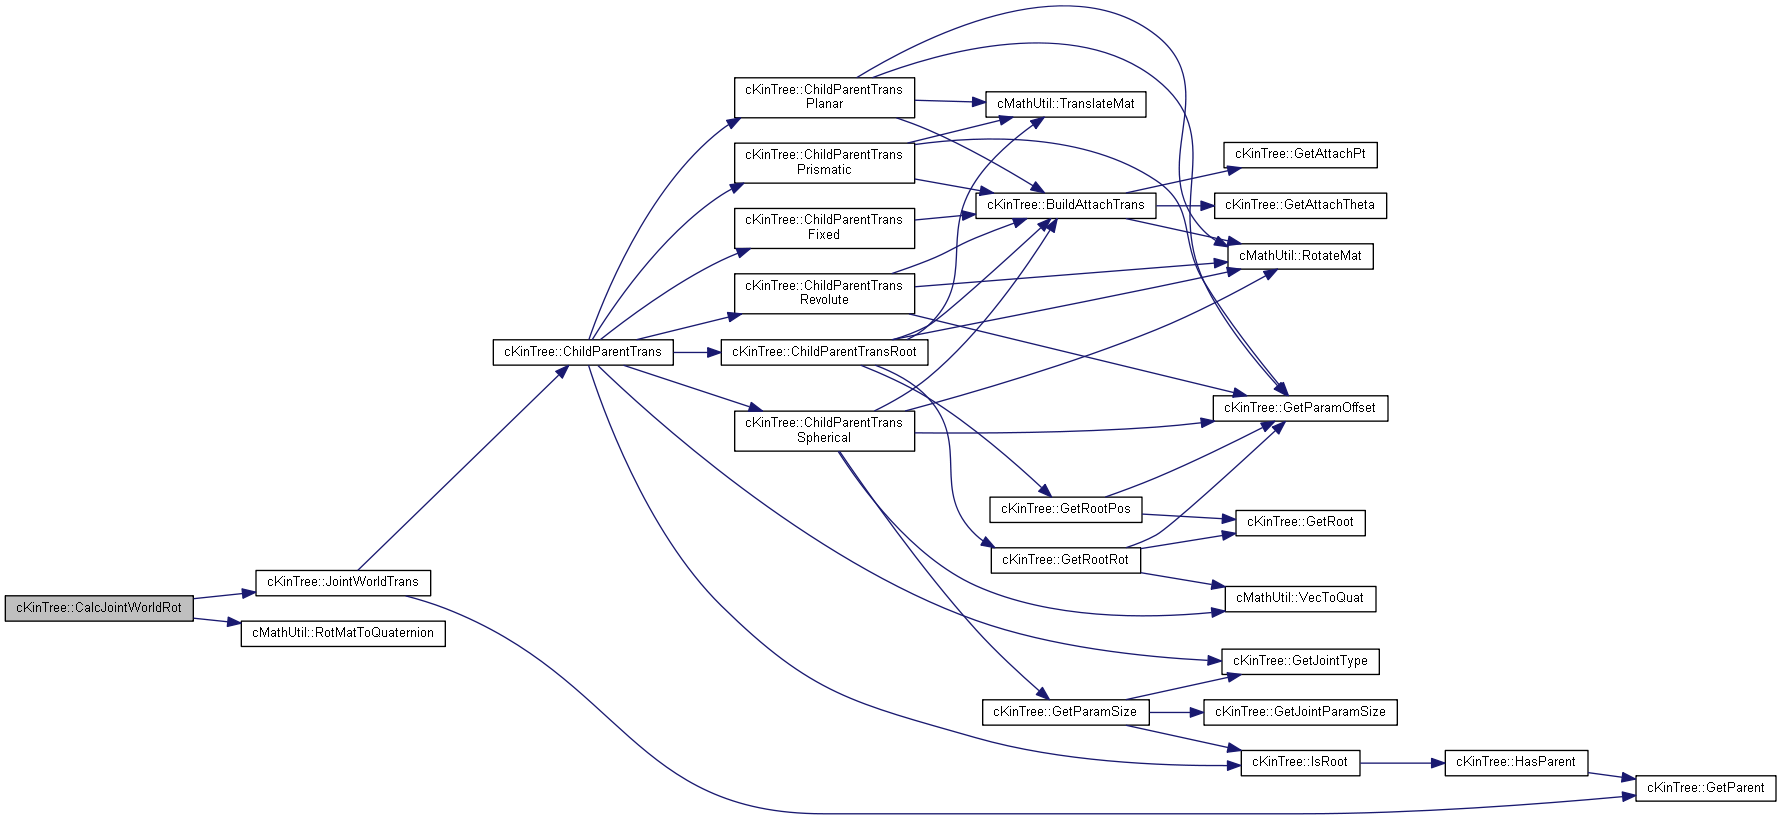 cKinTree::ChildParentTrans
Planar
cMathUtil::TranslateMat
cKinTree::ChildParentTrans
Prismatic
cKinTree::GetAttachPt
cKinTree::BuildAttachTrans
cKinTree::GetAttachTheta
cKinTree::ChildParentTrans
Fixed
cMathUtil::RotateMat
cKinTree::ChildParentTrans
Revolute
cKinTree::ChildParentTrans
cKinTree::ChildParentTransRoot
cKinTree::GetParamOffset
cKinTree::ChildParentTrans
Spherical
cKinTree::GetRootPos
cKinTree::GetRoot
cKinTree::GetRootRot
cKinTree::JointWorldTrans
cMathUtil::VecToQuat
cKinTree::CalcJointWorldRot
cMathUtil::RotMatToQuaternion
cKinTree::GetJointType
cKinTree::GetParamSize
cKinTree::GetJointParamSize
cKinTree::IsRoot
cKinTree::HasParent
cKinTree::GetParent